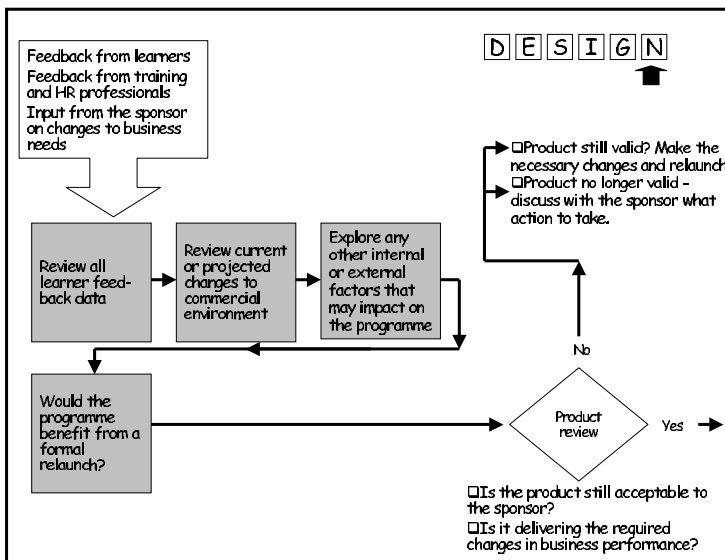 Feedback from learners
Feedback from training
and HR professionals
Input from the sponsor
on changes to business
needs
D E S I G N
❑Product still valid? Make the
necessary changes and relaunch
❑Product no longer valid –
discuss with the sponsor what
action to take.
Review all
learner feed-
back data
Review current
or projected
changes to
commercial
environment
Explore any
other internal
or external
factors that
may impact on
the programme
No
Would the
programme
benefit from a
formal
relaunch?
Product
review
Yes
❑Is the product still acceptable to
the sponsor?
❑Is it delivering the required
changes in business performance?